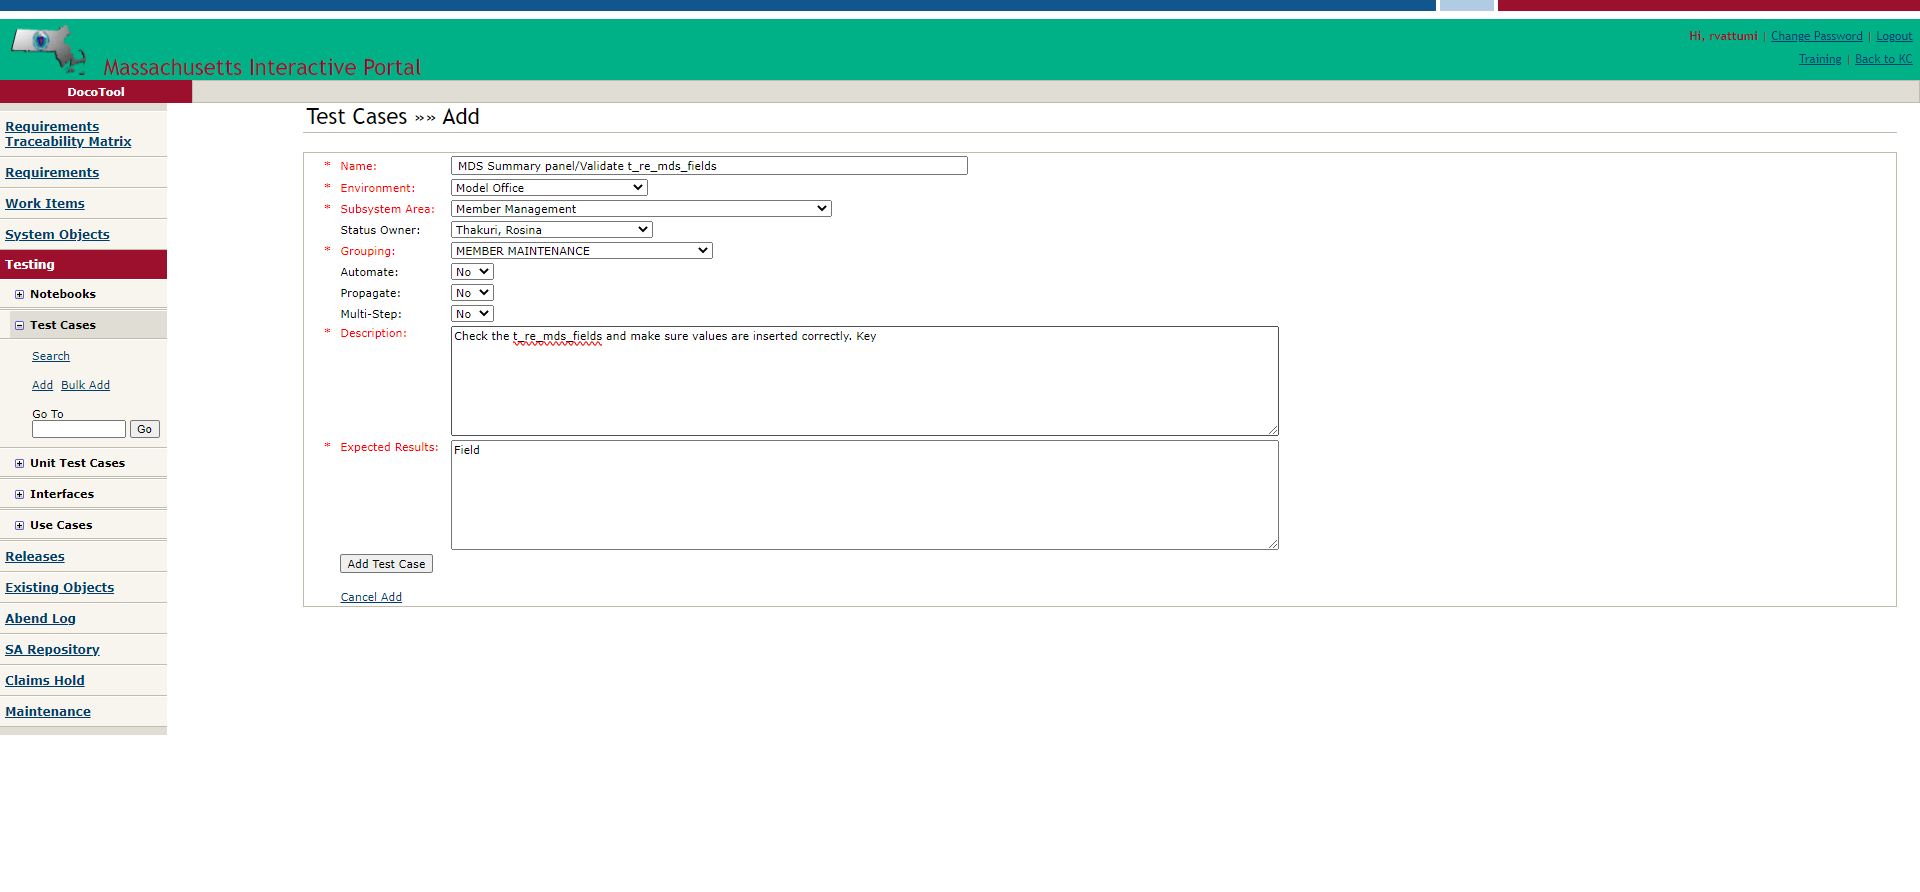 Hi, rvattumi | Change Password | Logout
Training | Back to KC
Massachusetts Interactive Portal
DocoTool
Requirements
Traceability Matrix
Requirements
Work Items
System Objects
Testing
Notebooks
Test Cases
Search
Add Bulk Add
Go To
Go
Unit Test Cases
Interfaces
Use Cases
Releases
Existing Objects
Abend Log
SA Repository
Claims Hold
Maintenance
Test Cases »» Add
* Name: MDS Summary panel/Validate t_re_mds_fields
* Environment: Model Office
* Subsystem Area: Member Management
Status Owner: Thakuri, Rosina
* Grouping: MEMBER MAINTENANCE
Automate: No
Propagate: No
Multi-Step: No
* Description: Check the t_re_mds_fields and make sure values are inserted correctly. Key
* Expected Results: Field
Add Test Case
Cancel Add